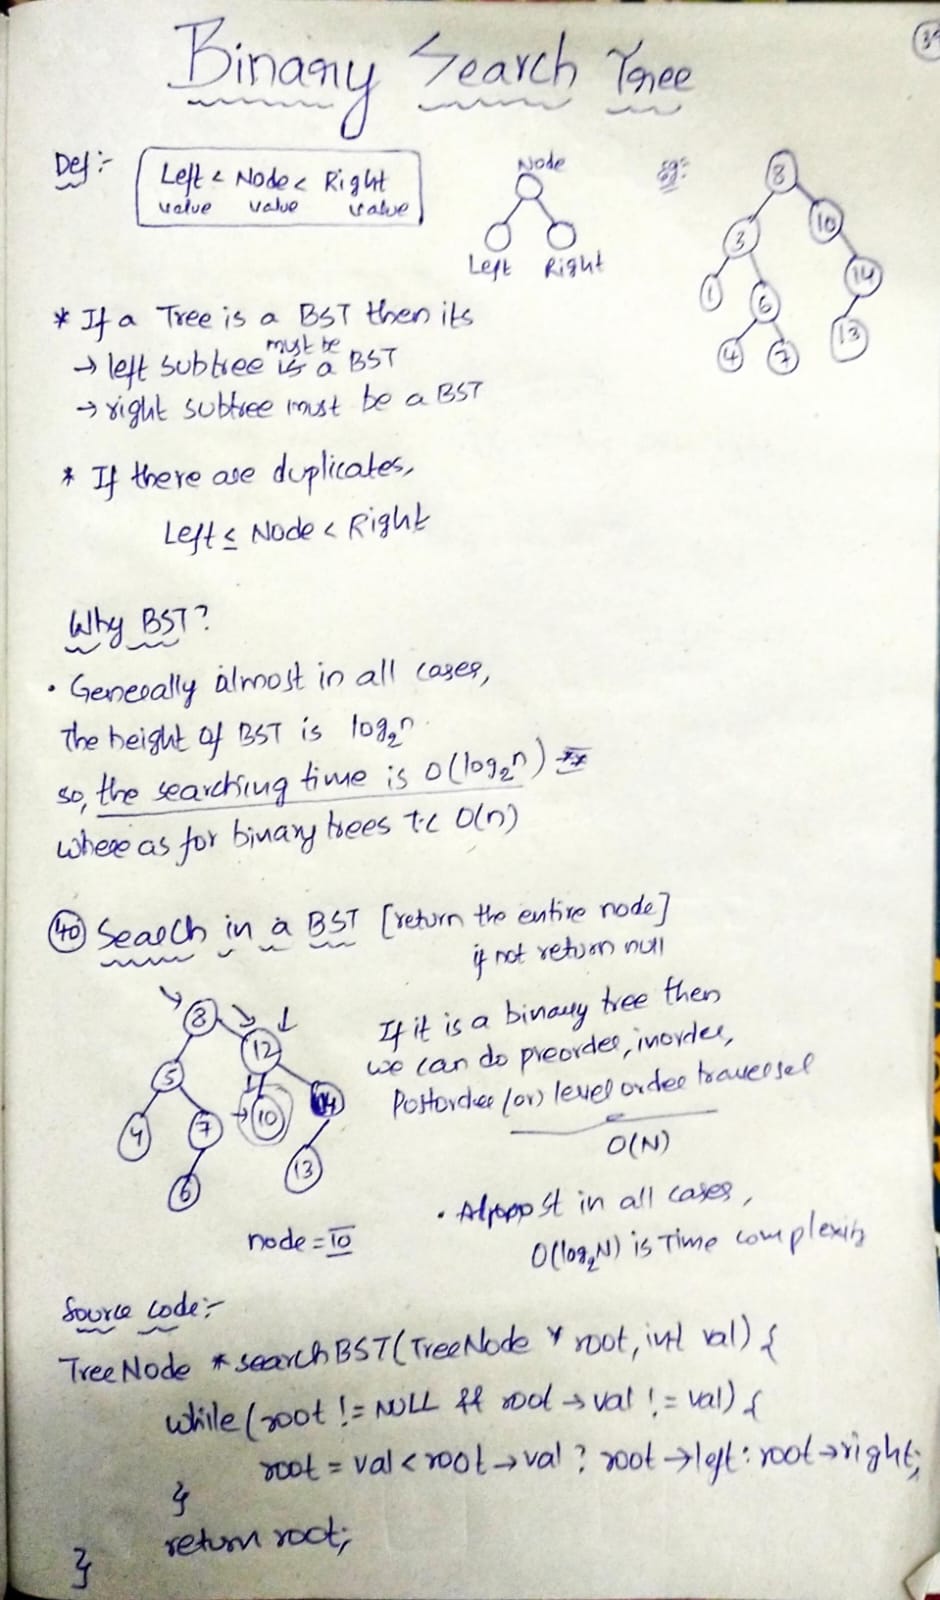 Binary Search Tree
Def :-
Left < Node < Right
value value value
Node
Left Right
eg:-
8
3 10
1 6 14
4 7 13
* If a Tree is a BST then its
→ left subtree must be a BST
→ right subtree must be a BST
* If there are duplicates,
Left ≤ Node < Right
Why BST?
• Generally almost in all cases,
The height of BST is log₂n.
so, the searching time is O(log₂n) **
where as for binary trees T.C O(n)
40 Search in a BST [return the entire node]
if not return null
8
5 12
4 7 10 14
6 13
node = 10
If it is a binary tree then
we can do preorder, inorder,
Postorder (or) level order traversel
O(N)
• Almost in all cases,
O(log₂N) is Time complexity
Source code :-
TreeNode *searchBST(TreeNode * root, int val) {
while (root != NULL && root → val != val) {
root = val < root → val ? root → left : root → right;
}
return root;
}